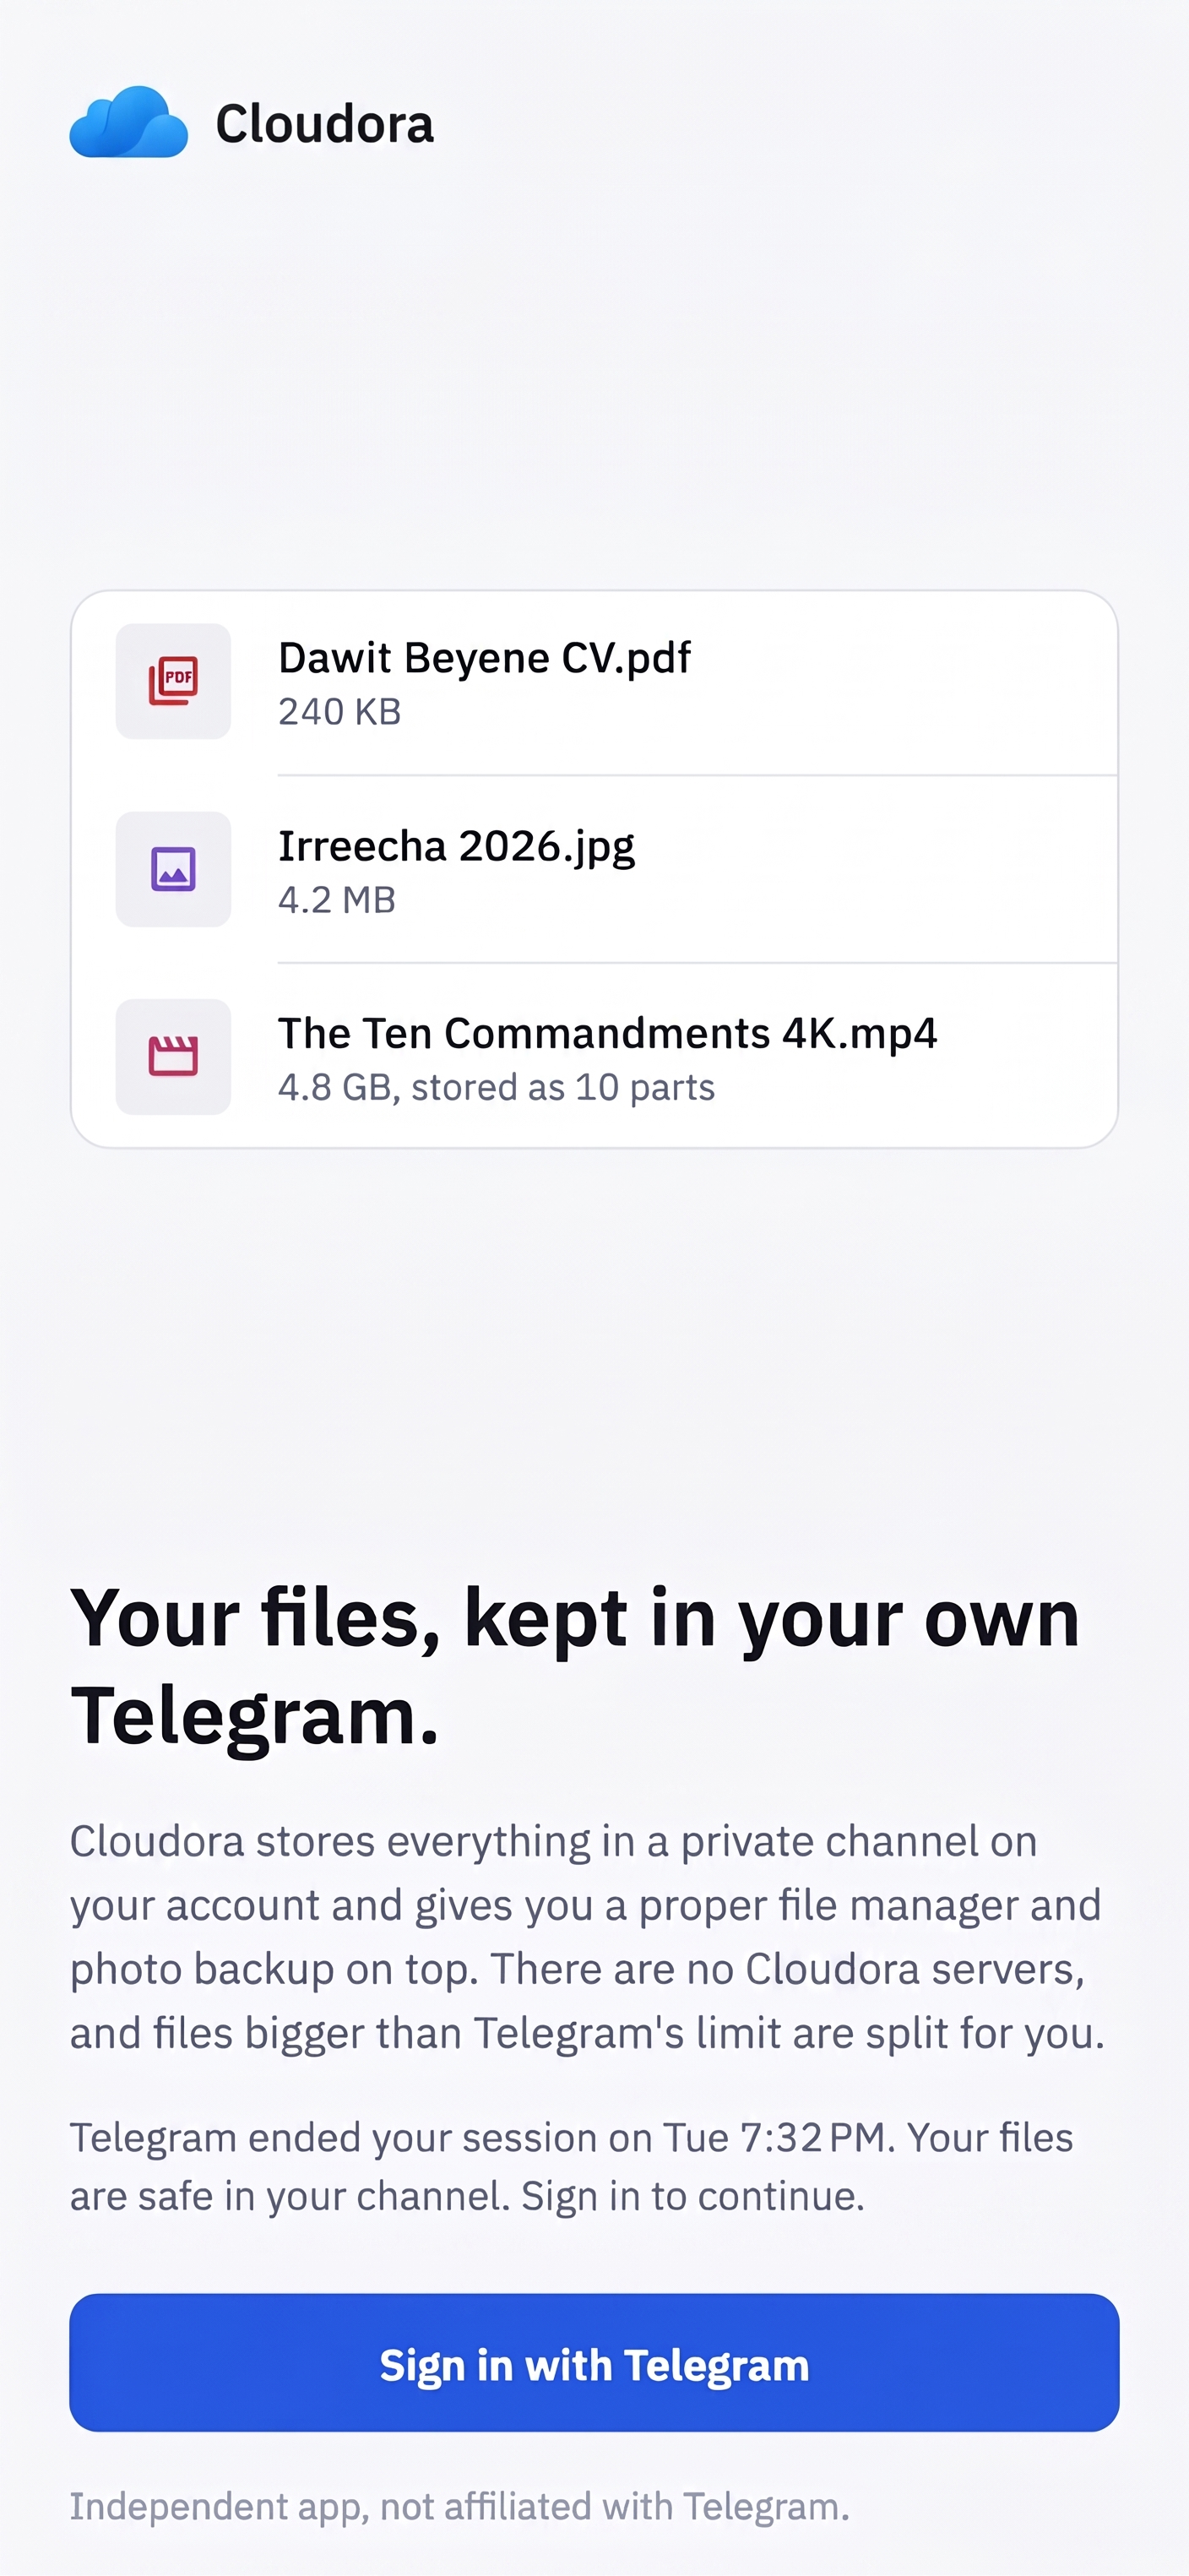 Cloudora
PDF
Dawit Beyene CV.pdf
240 KB
Irreecha 2026.jpg
4.2 MB
The Ten Commandments 4K.mp4
4.8 GB, stored as 10 parts
Your files, kept in your own
Telegram.
Cloudora stores everything in a private channel on
your account and gives you a proper file manager and
photo backup on top. There are no Cloudora servers,
and files bigger than Telegram's limit are split for you.
Telegram ended your session on Tue 7:32 PM. Your files
are safe in your channel. Sign in to continue.
Sign in with Telegram
Independent app, not affiliated with Telegram.